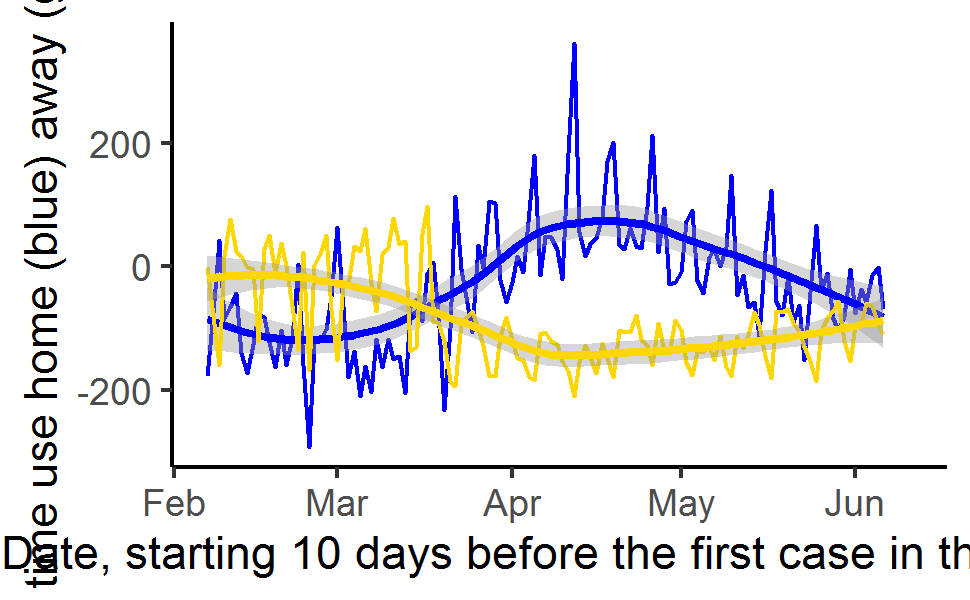 time use home (blue) away (
200
0
-200
Feb Mar Apr May Jun
Date, starting 10 days before the first case in th